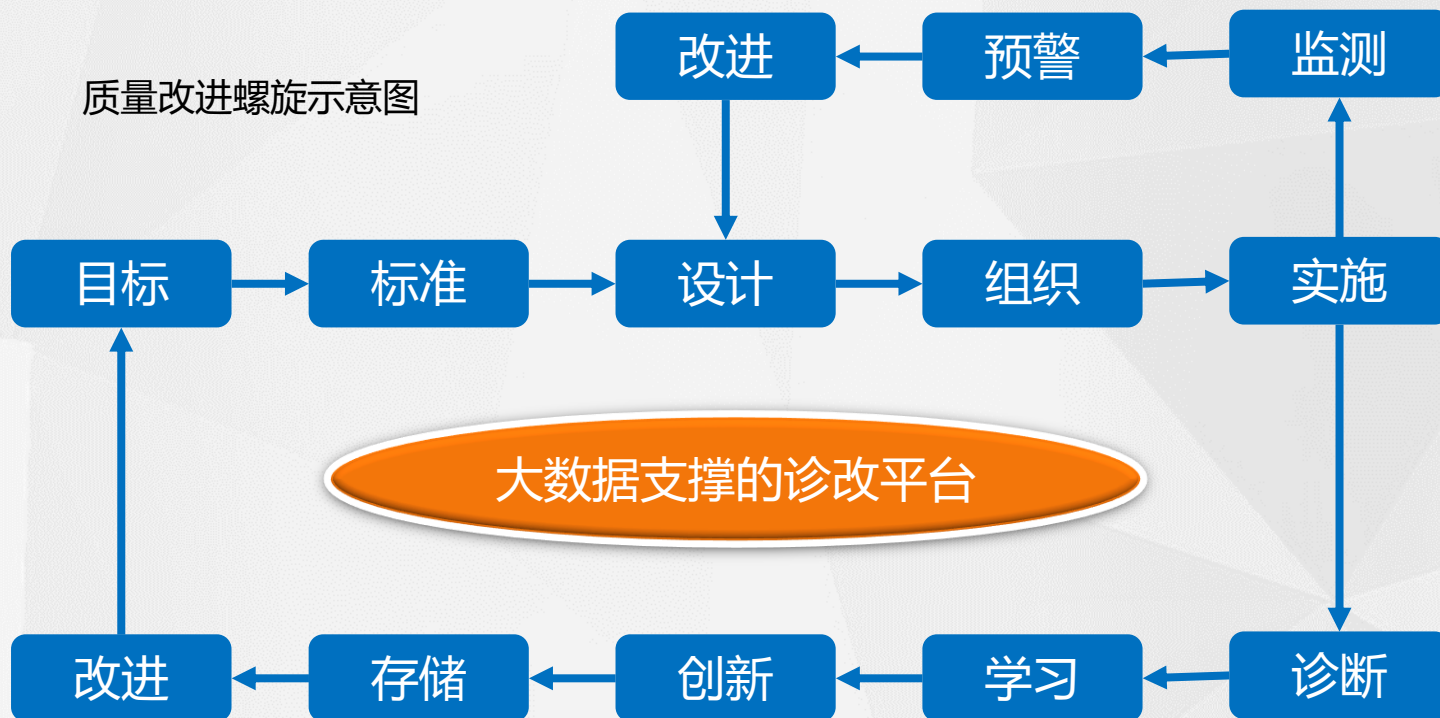 改进
预警
监测
质量改进螺旋示意图
目标
标准
设计
组织
实施
大数据支撑的诊改平台
改进
存储
创新
学习
诊断